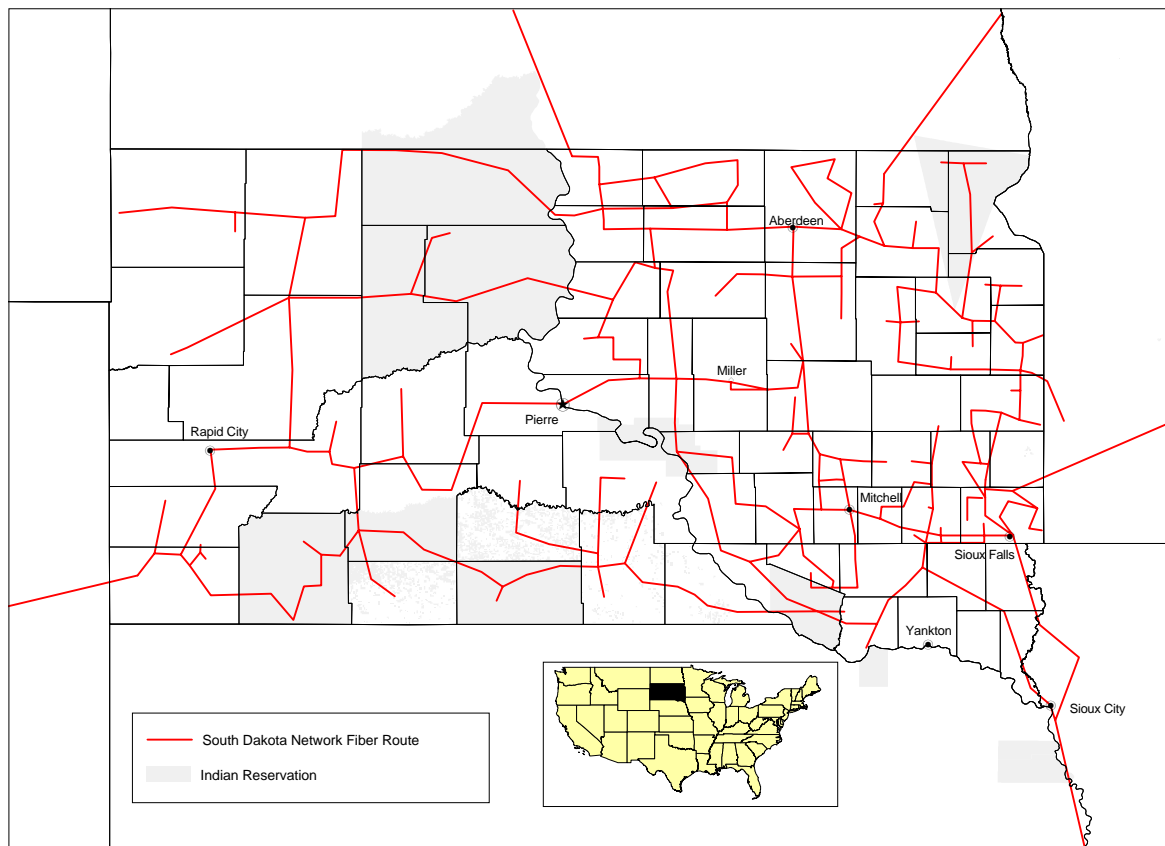 Aberdeen
Miller
Pierre
Rapid City
Mitchell
Sioux Falls
Yankton
Sioux City
South Dakota Network Fiber Route
Indian Reservation